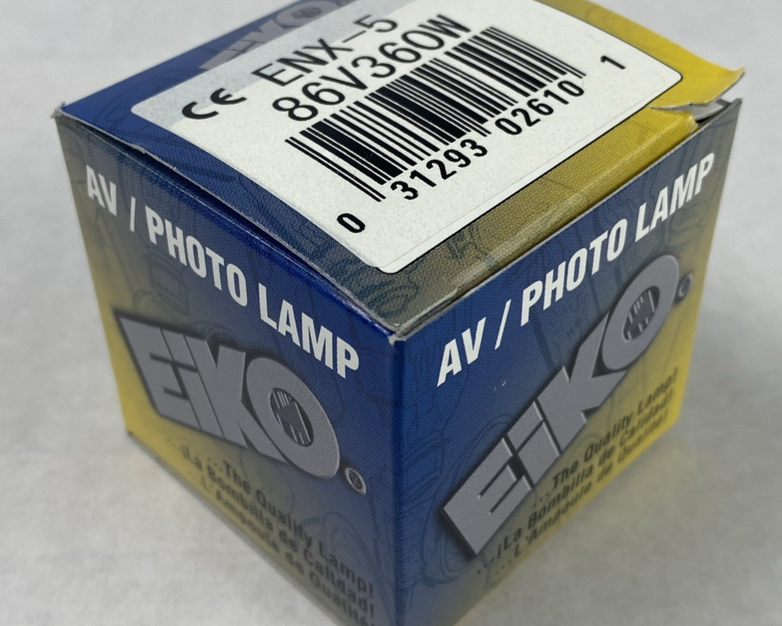 EiKO
CE ENX-5
86V360W
0 31293 02610 1
AV / PHOTO LAMP
EiKO®
...The Quality Lamp!
...¡La Bombilla de Calidad!
...L'Ampoule de Qualité!
AV / PHOTO LAMP
EiKO®
...The Quality Lamp!
...¡La Bombilla de Calidad!
...L'Ampoule de Qualité!